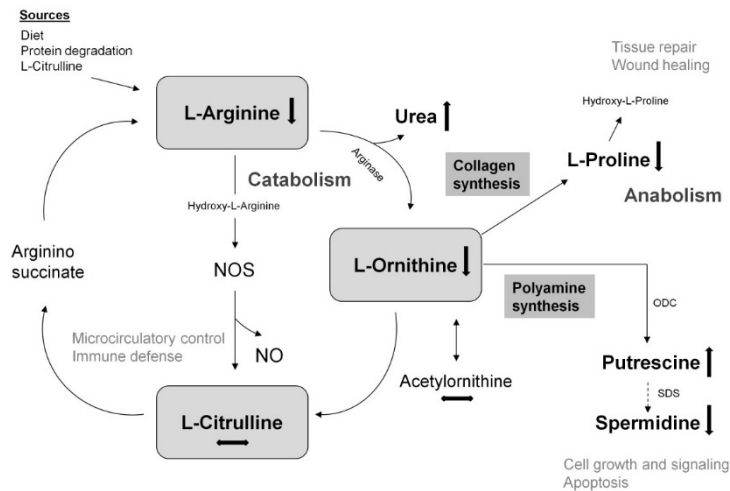 Sources
Diet
Protein degradation
L-Citrulline
Tissue repair
Wound healing
Hydroxy-L-Proline
L-Arginine
Urea
Arginase
Collagen
synthesis
L-Proline
Catabolism
Anabolism
Hydroxy-L-Arginine
Arginino
succinate
NOS
L-Ornithine
Polyamine
synthesis
ODC
Microcirculatory control
Immune defense
NO
Acetylornithine
Putrescine
SDS
L-Citrulline
Spermidine
Cell growth and signaling
Apoptosis